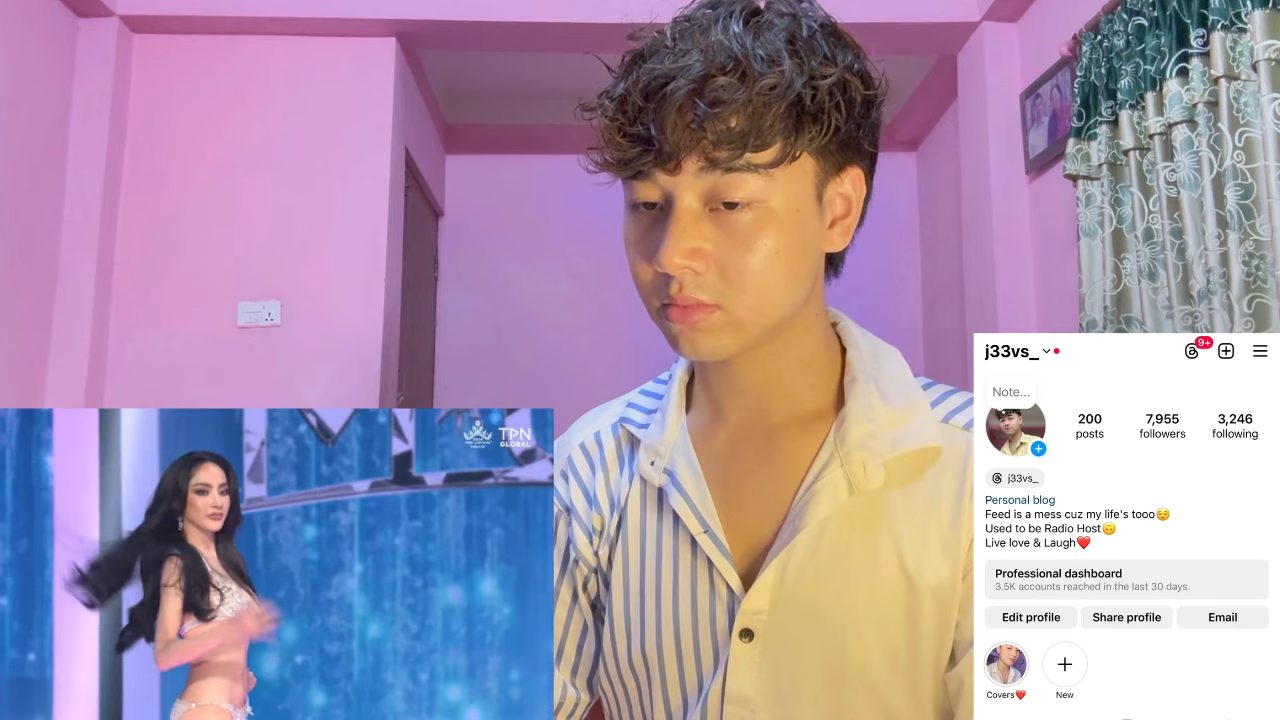 TPN
GLOBAL
j33vs_
9+
Note...
200
posts
7,955
followers
3,246
following
j33vs_
Personal blog
Feed is a mess cuz my life's tooo☺️
Used to be Radio Host🙃
Live love & Laugh❤️
Professional dashboard
3.5K accounts reached in the last 30 days.
Edit profile
Share profile
Email
Covers❤️
New